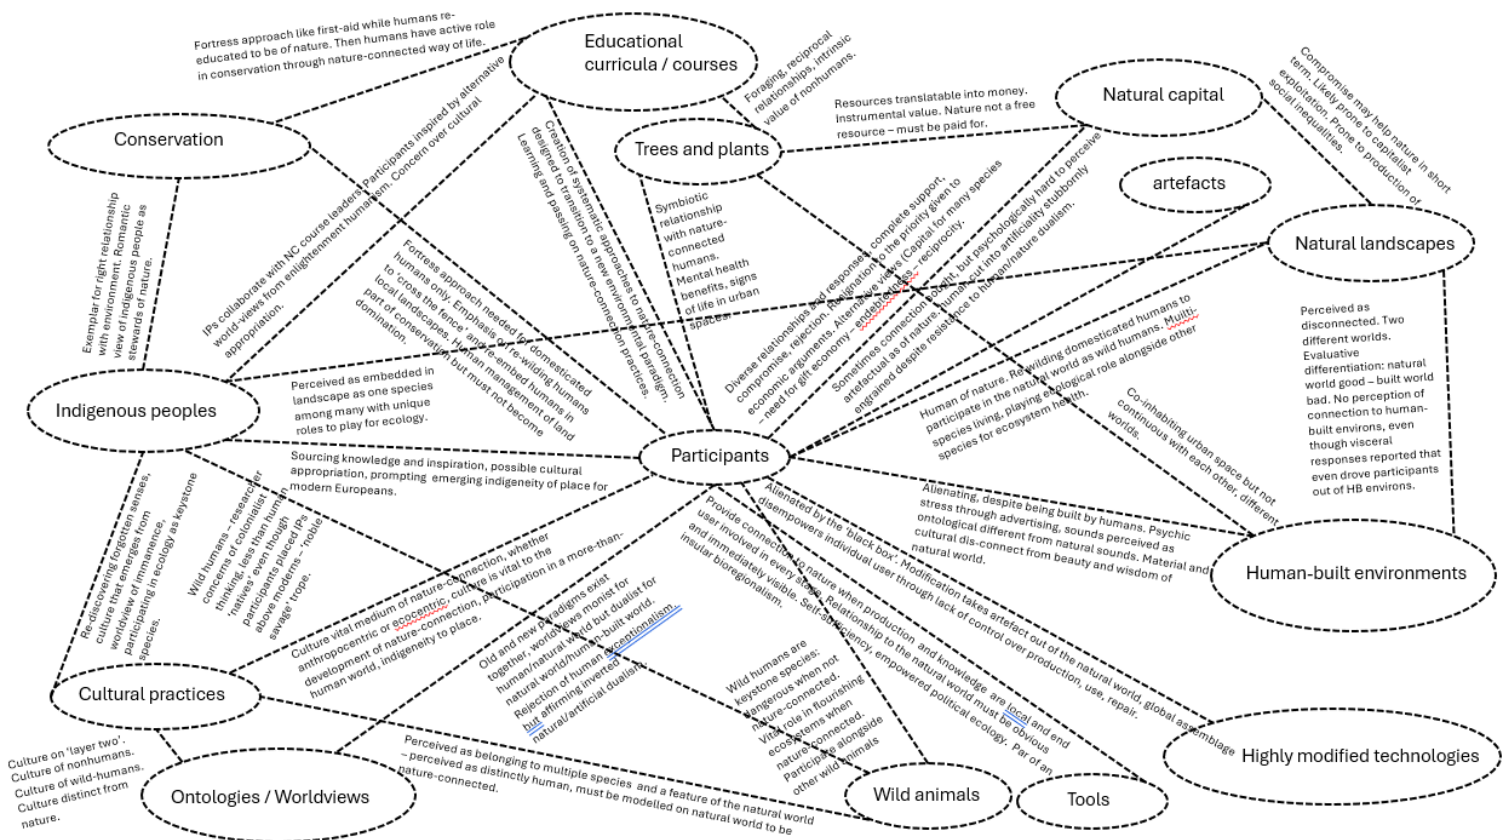 Fortress approach like first-aid while humans re-
educated to be of nature. Then humans have active role
in conservation through nature-connected way of life.
Educational
curricula / courses
Foraging, reciprocal
relationships, intrinsic
value of nonhumans.
Natural capital
Compromise may help nature in short
term. Likely prone to capitalist
exploitation. Prone to production of
social inequalities.
Resources translatable into money.
Instrumental value. Nature not a free
resource – must be paid for.
Conservation
Trees and plants
artefacts
Natural landscapes
Exemplar for right relationship
with environment. Romantic
view of indigenous people as
stewards of nature.
IPs collaborate with NC course leaders. Participants inspired by alternative
world-views from enlightenment humanism. Concern over cultural
appropriation.
Fortress approach needed for domesticated
humans only. Emphasis on re-wilding humans
to 'cross the fence' and re-embed humans in
local landscapes. Human management of land
part of conservation but must not become
domination.
Creation of systematic approaches to nature-connection
designed to transition to a new environmental paradigm.
Learning and passing on nature-connection practices.
Symbiotic
relationship
with nature-
connected
humans.
Mental health
benefits, signs
of life in urban
spaces.
Diverse relationships and responses – complete support,
compromise, rejection. Resignation to the priority given to
economic arguments. Alternative views (Capital for many species
– need for gift economy – endebtedness – reciprocity.
Sometimes connection sought, but psychologically hard to perceive
artefactual as of nature. Human cut into artificiality stubbornly
engrained despite resistance to human/nature dualism.
Human of nature. Re-wilding domesticated humans to
participate in the natural world as wild humans. Muilti-
species living, playing ecological role alongside other
species for ecosystem health.
Perceived as
disconnected. Two
different worlds.
Evaluative
differentiation: natural
world good – built world
bad. No perception of
connection to human-
built environs, even
though visceral
responses reported that
even drove participants
out of HB environs.
Co-inhabiting urban space but not
continuous with each other, different
worlds.
Indigenous peoples
Perceived as embedded in
landscape as one species
among many with unique
roles to play for ecology.
Participants
Sourcing knowledge and inspiration, possible cultural
appropriation, prompting emerging indigeneity of place for
modern Europeans.
Alienating, despite being built by humans. Psychic
stress through advertising, sounds perceived as
ontological different from natural sounds. Material and
cultural dis-connect from beauty and wisdom of
natural world.
Human-built environments
Re-discovering forgotten senses,
culture that emerges from
worldview of immanence,
participating in ecology as keystone
species.
Wild humans – researcher
concerns of colonialist
thinking, less than human
'natives' even though
participants placed IPs
above moderns – 'noble
savage' trope.
Culture vital medium of nature-connection, whether
anthropocentric or ecocentric, culture is vital to the
development of nature-connection, participation in a more-than-
human world, indigeneity to place.
Old and new paradigms exist
together, worldviews monist for
human/natural world but dualist for
natural world/human-built world.
Rejection of human exceptionalism,
but affirming inverted
natural/artificial dualism.
Wild humans are
keystone species:
dangerous when not
nature-connected.
Vital role in flourishing
ecosystems when
nature-connected.
Participate alongside
other wild animals
Provide connection to nature when production and knowledge are local and end
user involved in every stage. Relationship to the natural world must be obvious
and immediately visible. Self-sufficiency, empowered political ecology. Par of an
insular bioregionalism.
Alienated by the 'black box'. Modification takes artefact out of the natural world, global assemblage
disempowers individual user through lack of control over production, use, repair.
Cultural practices
Culture on 'layer two'.
Culture of nonhumans.
Culture of wild-humans.
Culture distinct from
nature.
Perceived as belonging to multiple species and a feature of the natural world
– perceived as distinctly human, must be modelled on natural world to be
nature-connected.
Ontologies / Worldviews
Wild animals
Tools
Highly modified technologies